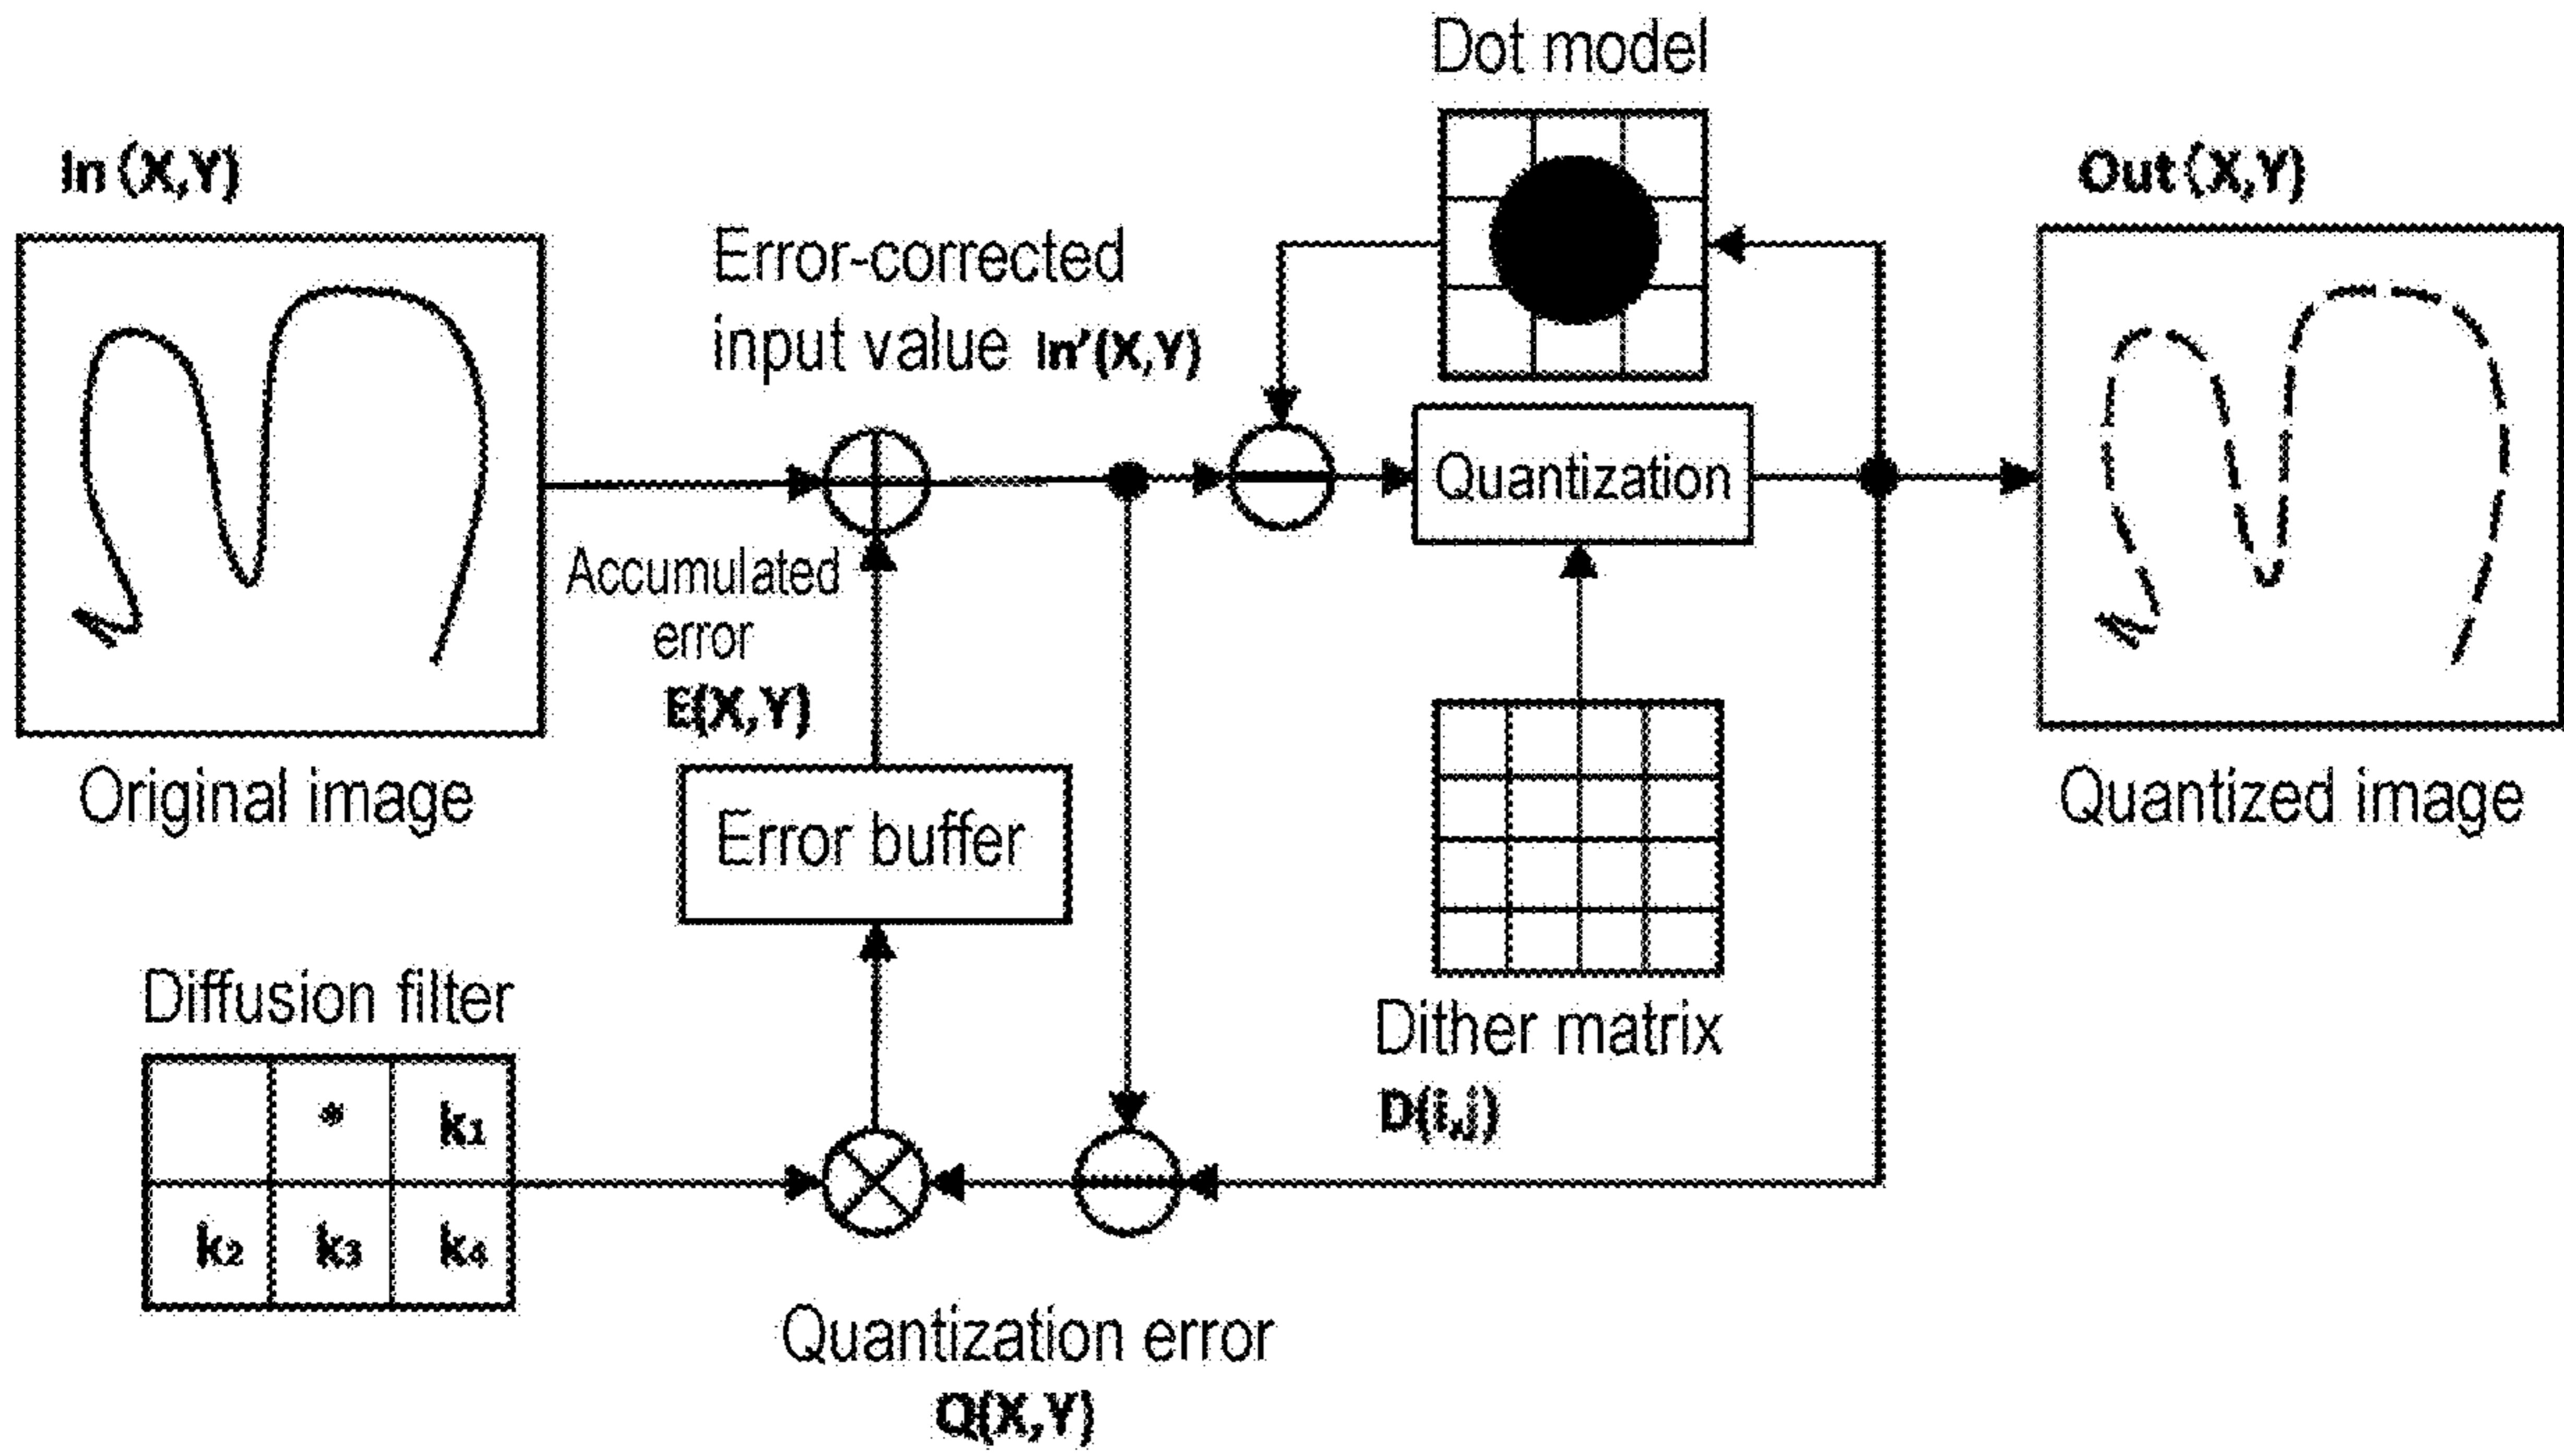 Dot model
In (X,Y)
Out (X,Y)
Error-corrected
input value In'(X,Y)
Quantization
Accumulated
error
E(X,Y)
Original image
Quantized image
Error buffer
Diffusion filter
Dither matrix
D(i,j)
* k1
k2 k3 k4
Quantization error
Q(X,Y)